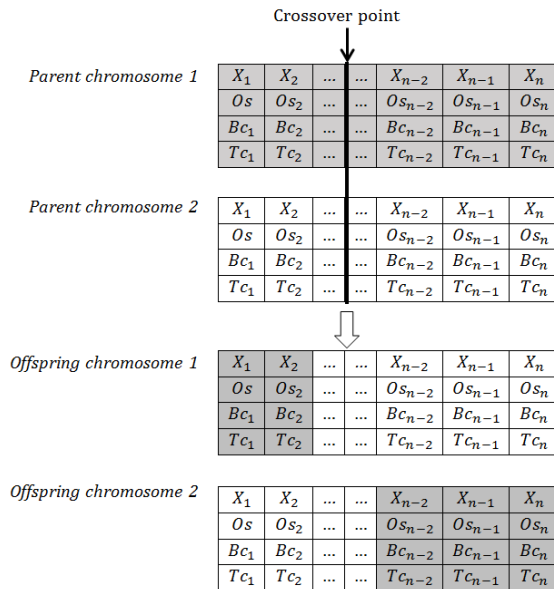 Crossover point
Parent chromosome 1
X₁ X₂ ... ... Xₙ₋₂ Xₙ₋₁ Xₙ
Os Os₂ ... ... Osₙ₋₂ Osₙ₋₁ Osₙ
Bc₁ Bc₂ ... ... Bcₙ₋₂ Bcₙ₋₁ Bcₙ
Tc₁ Tc₂ ... ... Tcₙ₋₂ Tcₙ₋₁ Tcₙ
Parent chromosome 2
X₁ X₂ ... ... Xₙ₋₂ Xₙ₋₁ Xₙ
Os Os₂ ... ... Osₙ₋₂ Osₙ₋₁ Osₙ
Bc₁ Bc₂ ... ... Bcₙ₋₂ Bcₙ₋₁ Bcₙ
Tc₁ Tc₂ ... ... Tcₙ₋₂ Tcₙ₋₁ Tcₙ
Offspring chromosome 1
X₁ X₂ ... ... Xₙ₋₂ Xₙ₋₁ Xₙ
Os Os₂ ... ... Osₙ₋₂ Osₙ₋₁ Osₙ
Bc₁ Bc₂ ... ... Bcₙ₋₂ Bcₙ₋₁ Bcₙ
Tc₁ Tc₂ ... ... Tcₙ₋₂ Tcₙ₋₁ Tcₙ
Offspring chromosome 2
X₁ X₂ ... ... Xₙ₋₂ Xₙ₋₁ Xₙ
Os Os₂ ... ... Osₙ₋₂ Osₙ₋₁ Osₙ
Bc₁ Bc₂ ... ... Bcₙ₋₂ Bcₙ₋₁ Bcₙ
Tc₁ Tc₂ ... ... Tcₙ₋₂ Tcₙ₋₁ Tcₙ